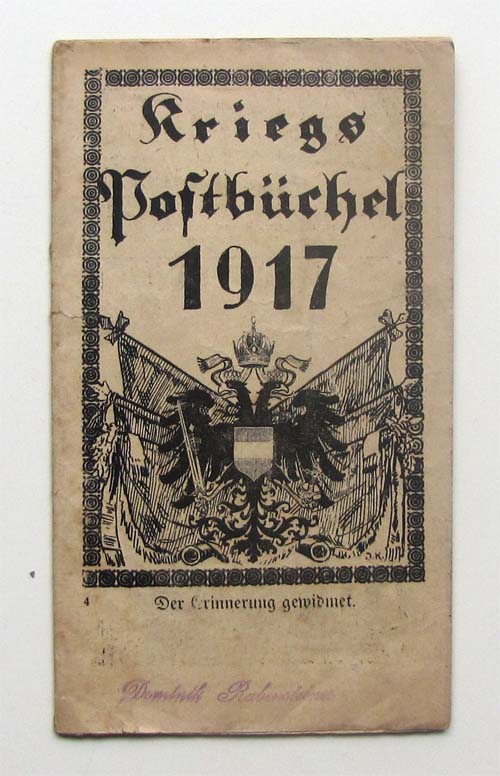 Kriegs
Postbüchel
1917
J.K.
4
Der Erinnerung gewidmet.